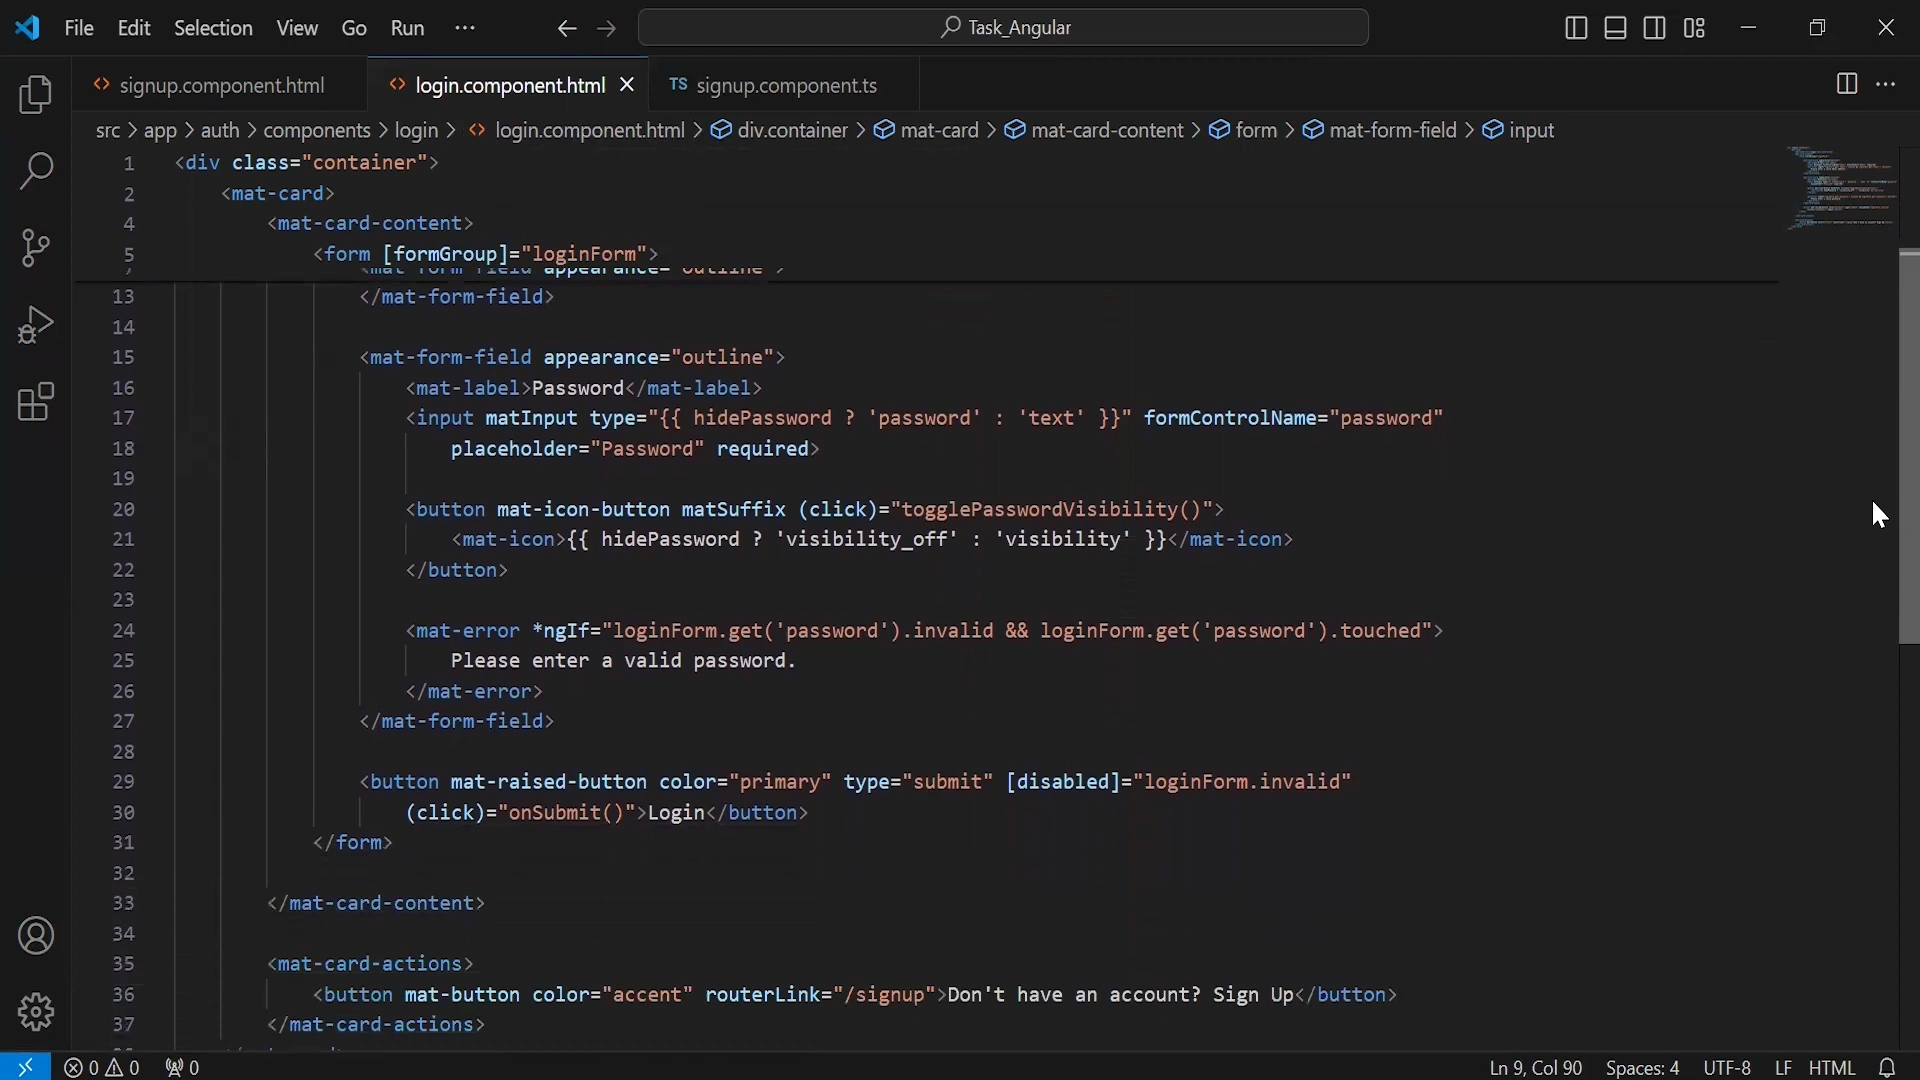 File Edit Selection View Go Run ··· Task_Angular
signup.component.html login.component.html TS signup.component.ts
src > app > auth > components > login > login.component.html > div.container > mat-card > mat-card-content > form > mat-form-field > input
1 <div class="container">
2 <mat-card>
4 <mat-card-content>
5 <form [formGroup]="loginForm">
7 <mat-form-field appearance="outline">
13 </mat-form-field>
14
15 <mat-form-field appearance="outline">
16 <mat-label>Password</mat-label>
17 <input matInput type="{{ hidePassword ? 'password' : 'text' }}" formControlName="password"
18 placeholder="Password" required>
19
20 <button mat-icon-button matSuffix (click)="togglePasswordVisibility()">
21 <mat-icon>{{ hidePassword ? 'visibility_off' : 'visibility' }}</mat-icon>
22 </button>
23
24 <mat-error *ngIf="loginForm.get('password').invalid && loginForm.get('password').touched">
25 Please enter a valid password.
26 </mat-error>
27 </mat-form-field>
28
29 <button mat-raised-button color="primary" type="submit" [disabled]="loginForm.invalid"
30 (click)="onSubmit()">Login</button>
31 </form>
32
33 </mat-card-content>
34
35 <mat-card-actions>
36 <button mat-button color="accent" routerLink="/signup">Don't have an account? Sign Up</button>
37 </mat-card-actions>
0 0 0 Ln 9, Col 90 Spaces: 4 UTF-8 LF HTML